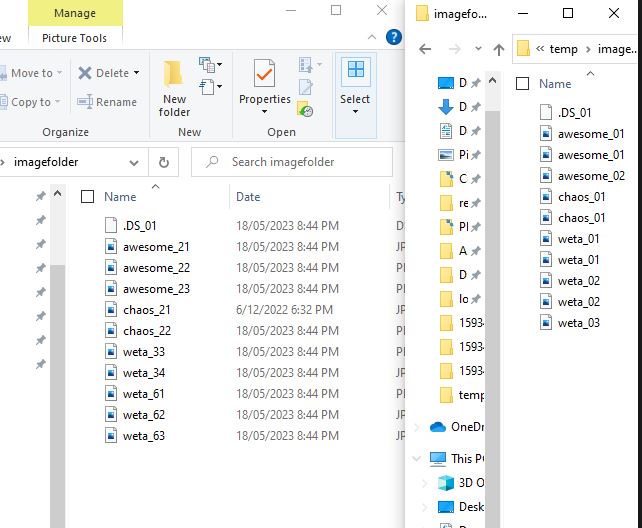 Manage
ew
Picture Tools
Move to
Copy to
Delete
Rename
New
folder
Properties
Select
Organize
New
Open
imagefolder
Search imagefolder
Name
Date
Ty
.DS_01
18/05/2023 8:44 PM
D
awesome_21
18/05/2023 8:44 PM
JP
awesome_22
18/05/2023 8:44 PM
PI
awesome_23
18/05/2023 8:44 PM
JP
chaos_21
6/12/2022 6:32 PM
JP
chaos_22
18/05/2023 8:44 PM
PI
weta_33
18/05/2023 8:44 PM
PI
weta_34
18/05/2023 8:44 PM
JP
weta_61
18/05/2023 8:44 PM
PI
weta_62
18/05/2023 8:44 PM
JP
weta_63
18/05/2023 8:44 PM
PI
imagefo...
« temp > image...
D
D
D
Pi
C
re
Pl
A
D
lo
1593
1593
1593
temp
OneDr
This PC
3D O
Desk
Name
.DS_01
awesome_01
awesome_01
awesome_02
chaos_01
chaos_01
weta_01
weta_01
weta_02
weta_02
weta_03